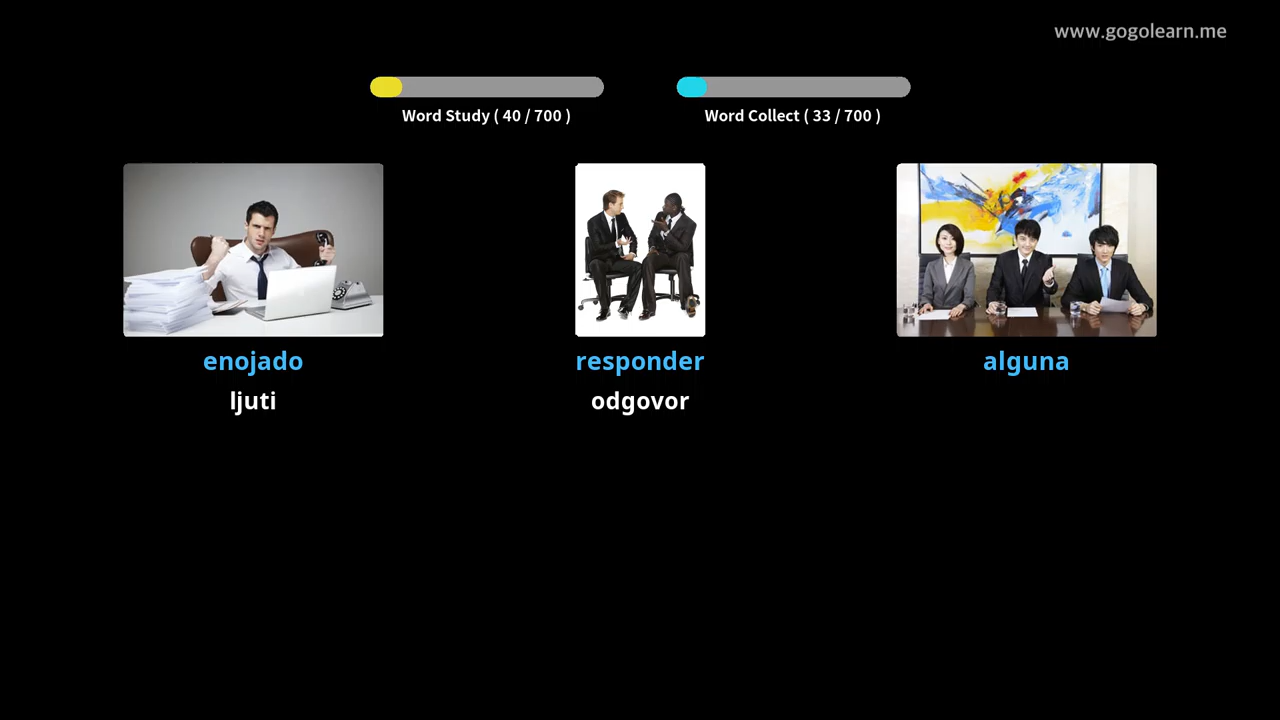 www.gogolearn.me
Word Study ( 40 / 700 )
Word Collect ( 33 / 700 )
enojado
responder
alguna
ljuti
odgovor